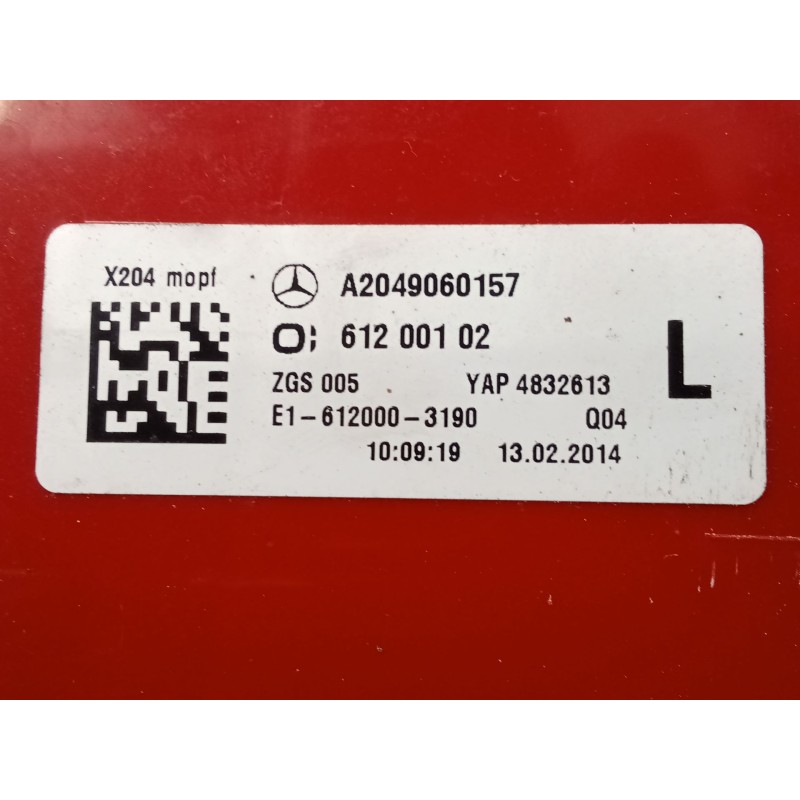 X204 mopf
A2049060157
612 001 02
L
ZGS 005 YAP 4832613
E1-612000-3190 Q04
10:09:19 13.02.2014